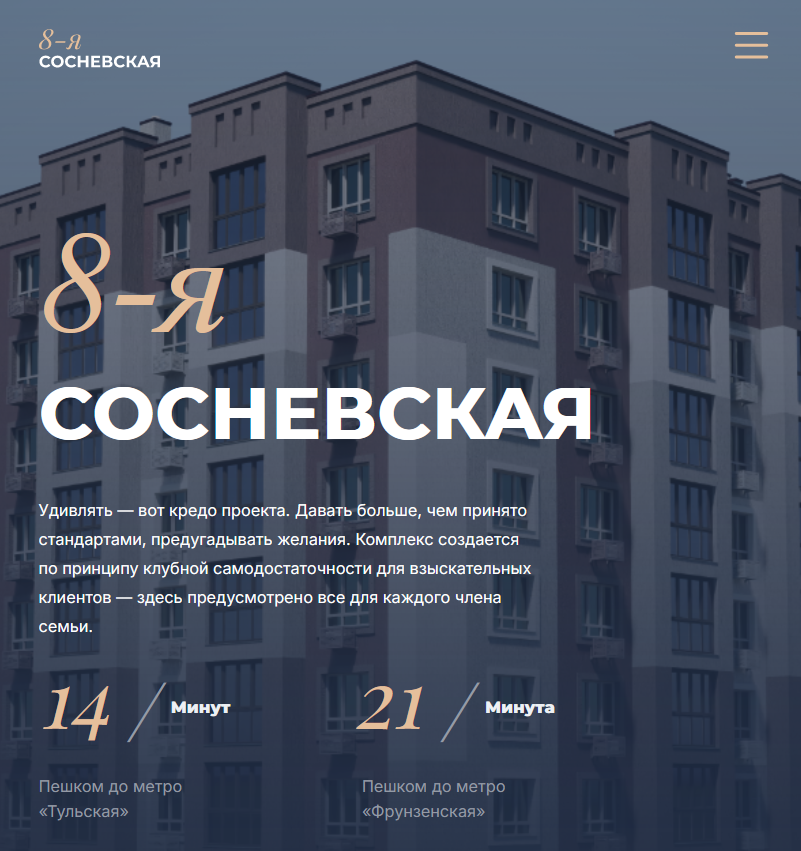 8-я
СОСНЕВСКАЯ
8-я
СОСНЕВСКАЯ
Удивлять — вот кредо проекта. Давать больше, чем принято
стандартами, предугадывать желания. Комплекс создается
по принципу клубной самодостаточности для взыскательных
клиентов — здесь предусмотрено все для каждого члена
семьи.
14 / Минут
21 / Минута
Пешком до метро
«Тульская»
Пешком до метро
«Фрунзенская»